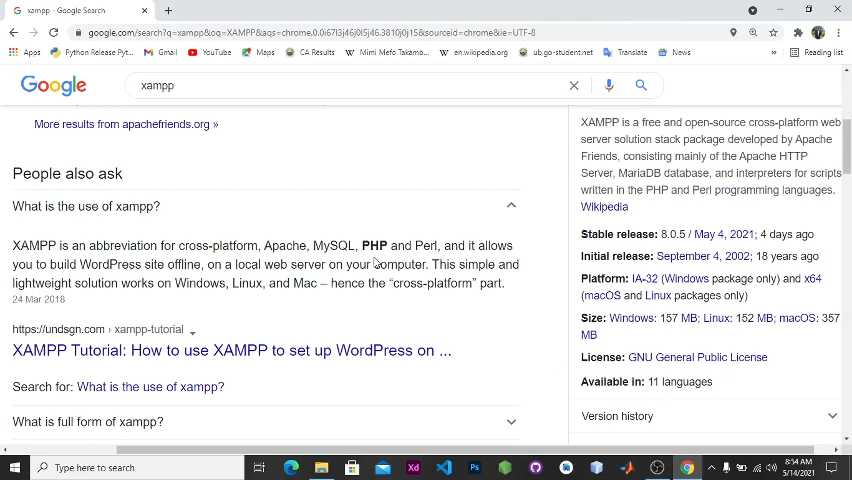 xampp - Google Search
google.com/search?q=xampp&oq=XAMPP&aqs=chrome.0.0i67l3j46j0l5j46.3810j0j15&sourceid=chrome&ie=UTF-8
Apps
Python Release Pyt...
Gmail
YouTube
Maps
CA Results
Mimi Mefo Takamb...
en.wikipedia.org
ub.go-student.net
Translate
News
»
Reading list
Google
xampp
More results from apachefriends.org »
People also ask
What is the use of xampp?
XAMPP is an abbreviation for cross-platform, Apache, MySQL, PHP and Perl, and it allows
you to build WordPress site offline, on a local web server on your computer. This simple and
lightweight solution works on Windows, Linux, and Mac – hence the “cross-platform” part.
24 Mar 2018
https://undsgn.com › xampp-tutorial
XAMPP Tutorial: How to use XAMPP to set up WordPress on ...
Search for: What is the use of xampp?
What is full form of xampp?
XAMPP is a free and open-source cross-platform web
server solution stack package developed by Apache
Friends, consisting mainly of the Apache HTTP
Server, MariaDB database, and interpreters for scripts
written in the PHP and Perl programming languages.
Wikipedia
Stable release: 8.0.5 / May 4, 2021; 4 days ago
Initial release: September 4, 2002; 18 years ago
Platform: IA-32 (Windows package only) and x64
(macOS and Linux packages only)
Size: Windows: 157 MB; Linux: 152 MB; macOS: 357
MB
License: GNU General Public License
Available in: 11 languages
Version history
Type here to search
Xd
Ps
8:54 AM
5/14/2021